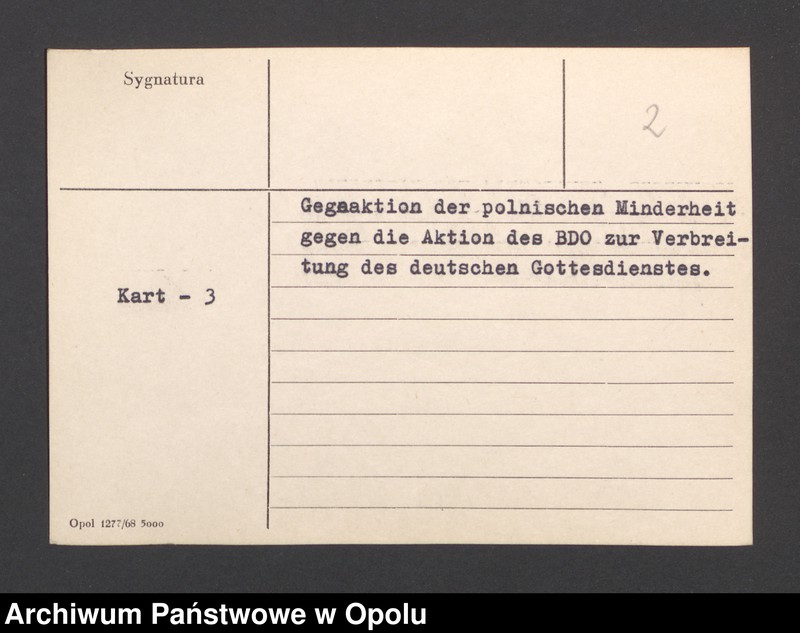 Sygnatura
2
Gegnaktion der polnischen Minderheit
gegen die Aktion des BDO zur Verbrei-
tung des deutschen Gottesdienstes.
Kart - 3
Opol 1277/68 5000
Archiwum Państwowe w Opolu